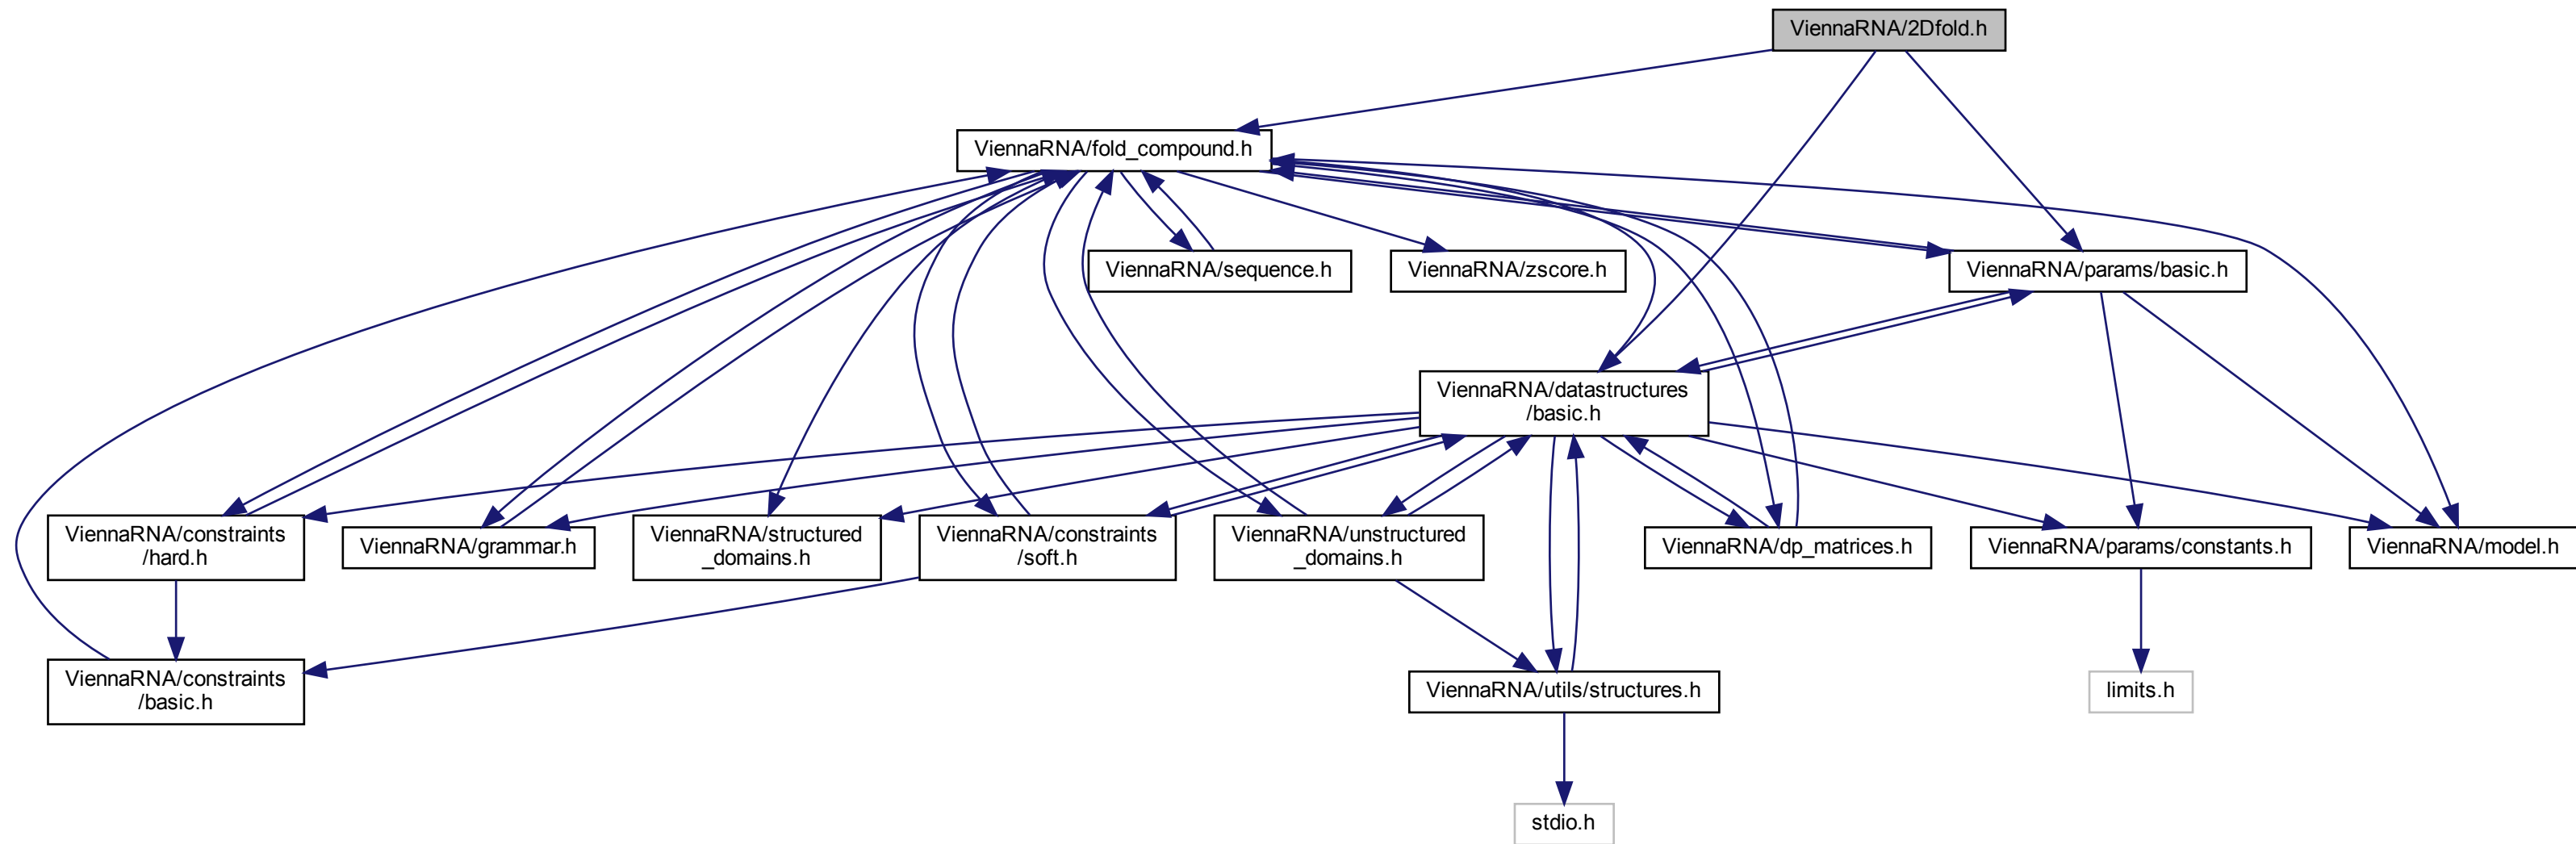 ViennaRNA/2Dfold.h
ViennaRNA/fold_compound.h
ViennaRNA/sequence.h
ViennaRNA/zscore.h
ViennaRNA/params/basic.h
ViennaRNA/datastructures
/basic.h
ViennaRNA/constraints
/hard.h
ViennaRNA/grammar.h
ViennaRNA/structured
_domains.h
ViennaRNA/constraints
/soft.h
ViennaRNA/unstructured
_domains.h
ViennaRNA/dp_matrices.h
ViennaRNA/params/constants.h
ViennaRNA/model.h
ViennaRNA/constraints
/basic.h
ViennaRNA/utils/structures.h
limits.h
stdio.h